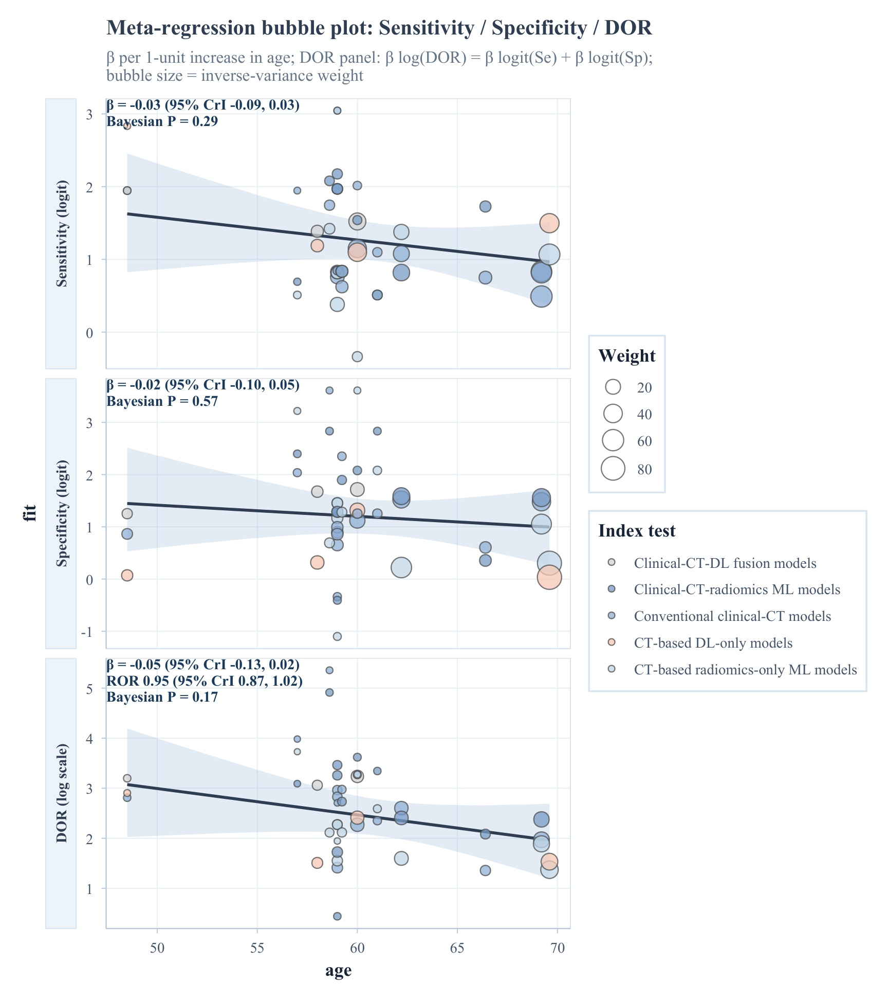 Meta-regression bubble plot: Sensitivity / Specificity / DOR
β per 1-unit increase in age; DOR panel: β log(DOR) = β logit(Se) + β logit(Sp);
bubble size = inverse-variance weight
fit
Sensitivity (logit)
3
2
1
0
β = -0.03 (95% CrI -0.09, 0.03)
Bayesian P = 0.29
Specificity (logit)
3
2
1
0
-1
β = -0.02 (95% CrI -0.10, 0.05)
Bayesian P = 0.57
DOR (log scale)
5
4
3
2
1
β = -0.05 (95% CrI -0.13, 0.02)
ROR 0.95 (95% CrI 0.87, 1.02)
Bayesian P = 0.17
50 55 60 65 70
age
Weight
20
40
60
80
Index test
Clinical-CT-DL fusion models
Clinical-CT-radiomics ML models
Conventional clinical-CT models
CT-based DL-only models
CT-based radiomics-only ML models